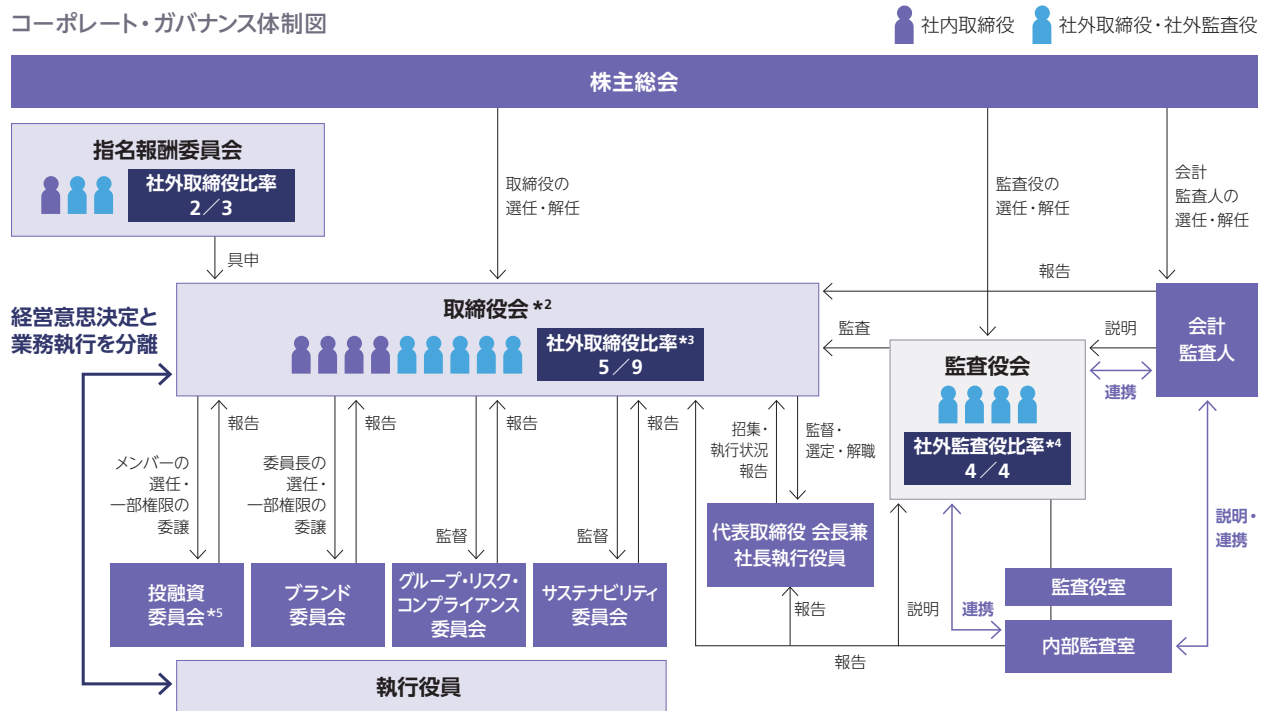 コーポレート・ガバナンス体制図
社内取締役
社外取締役・社外監査役
株主総会
指名報酬委員会
社外取締役比率
2／3
具申
取締役の
選任・解任
監査役の
選任・解任
会計
監査人の
選任・解任
報告
経営意思決定と
業務執行を分離
取締役会*2
社外取締役比率*3
5／9
監査
説明
会計
監査人
監査役会
社外監査役比率*4
4／4
連携
メンバーの
選任・
一部権限の
委譲
報告
委員長の
選任・
一部権限の
委譲
報告
監督
報告
監督
報告
招集・
執行状況
報告
監督・
選定・解職
代表取締役 会長兼
社長執行役員
説明・
連携
投融資
委員会*5
ブランド
委員会
グループ・リスク・
コンプライアンス
委員会
サステナビリティ
委員会
報告
説明
連携
監査役室
内部監査室
報告
執行役員